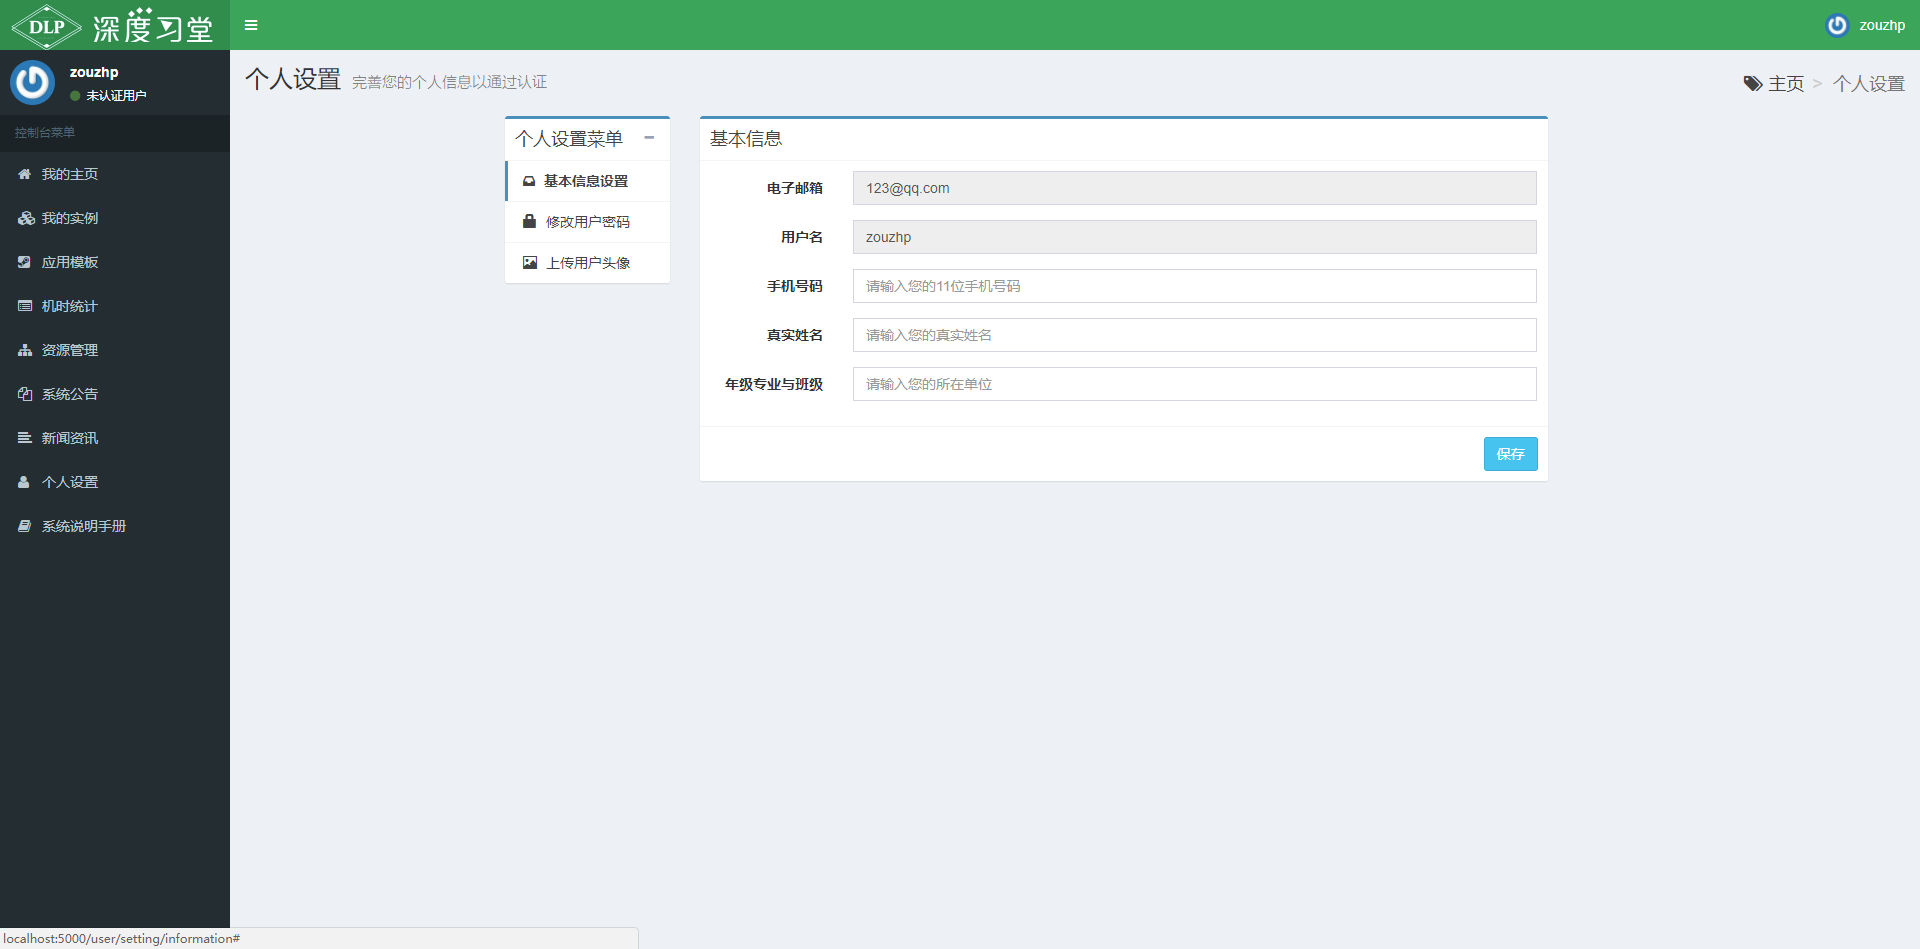 DLP 深度习堂
zouzhp
zouzhp
未认证用户
控制台菜单
我的主页
我的实例
应用模板
机时统计
资源管理
系统公告
新闻资讯
个人设置
系统说明手册
个人设置 完善您的个人信息以通过认证
主页 > 个人设置
个人设置菜单
基本信息设置
修改用户密码
上传用户头像
基本信息
电子邮箱 123@qq.com
用户名 zouzhp
手机号码 请输入您的11位手机号码
真实姓名 请输入您的真实姓名
年级专业与班级 请输入您的所在单位
保存
localhost:5000/user/setting/information#